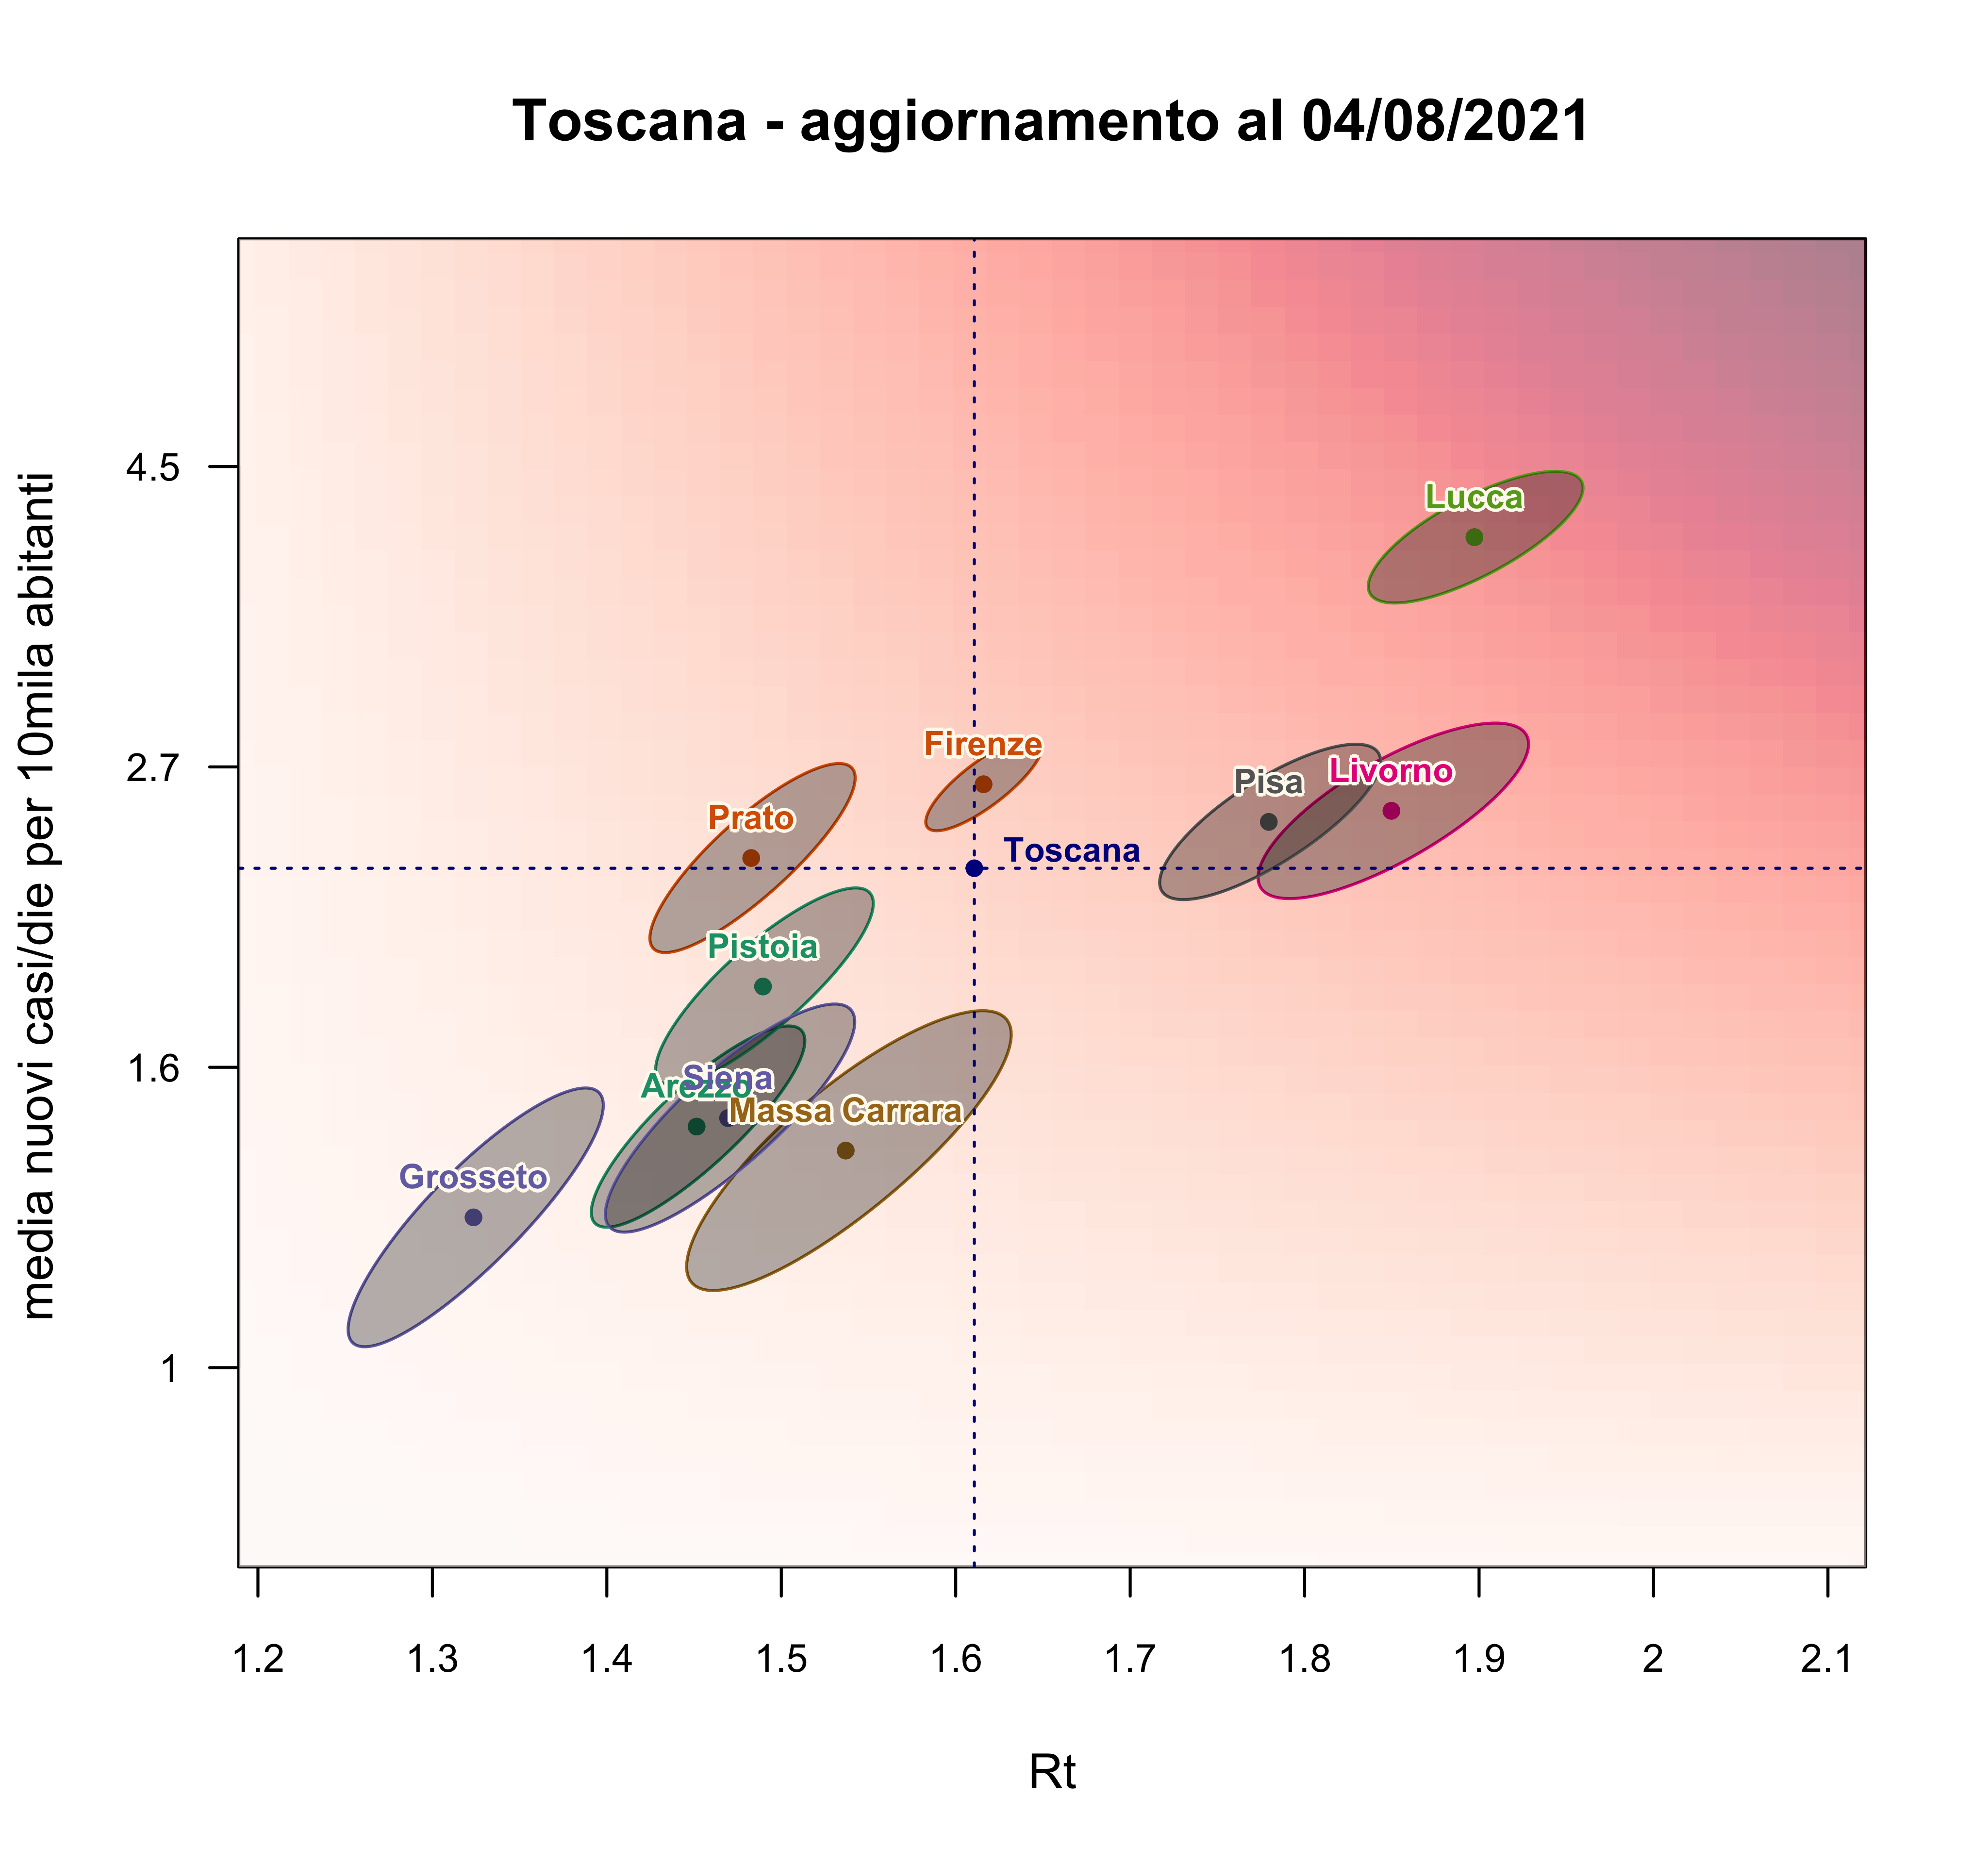 Toscana - aggiornamento al 04/08/2021
media nuovi casi/die per 10mila abitanti
4.5
2.7
1.6
1
Lucca
Firenze
Livorno
Pisa
Prato
Toscana
Pistoia
Siena
Arezzo
Massa Carrara
Grosseto
1.2 1.3 1.4 1.5 1.6 1.7 1.8 1.9 2 2.1
Rt